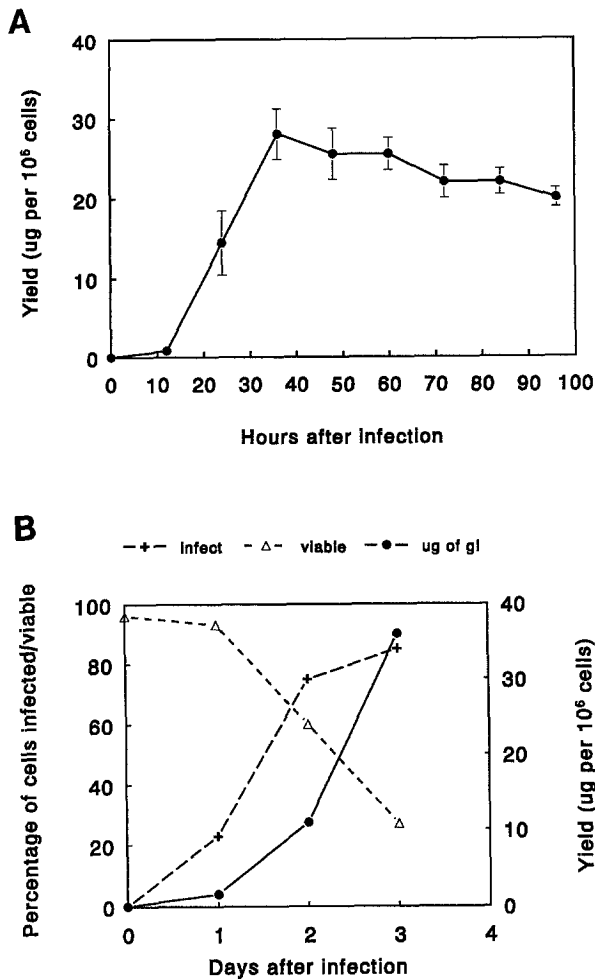 A
40
30
20
10
0
Yield (ug per 10⁶ cells)
0 10 20 30 40 50 60 70 80 90 100
Hours after infection
B
infect viable ug of gI
100
80
60
40
20
0
Percentage of cells infected/viable
40
30
20
10
0
Yield (ug per 10⁶ cells)
0 1 2 3 4
Days after infection